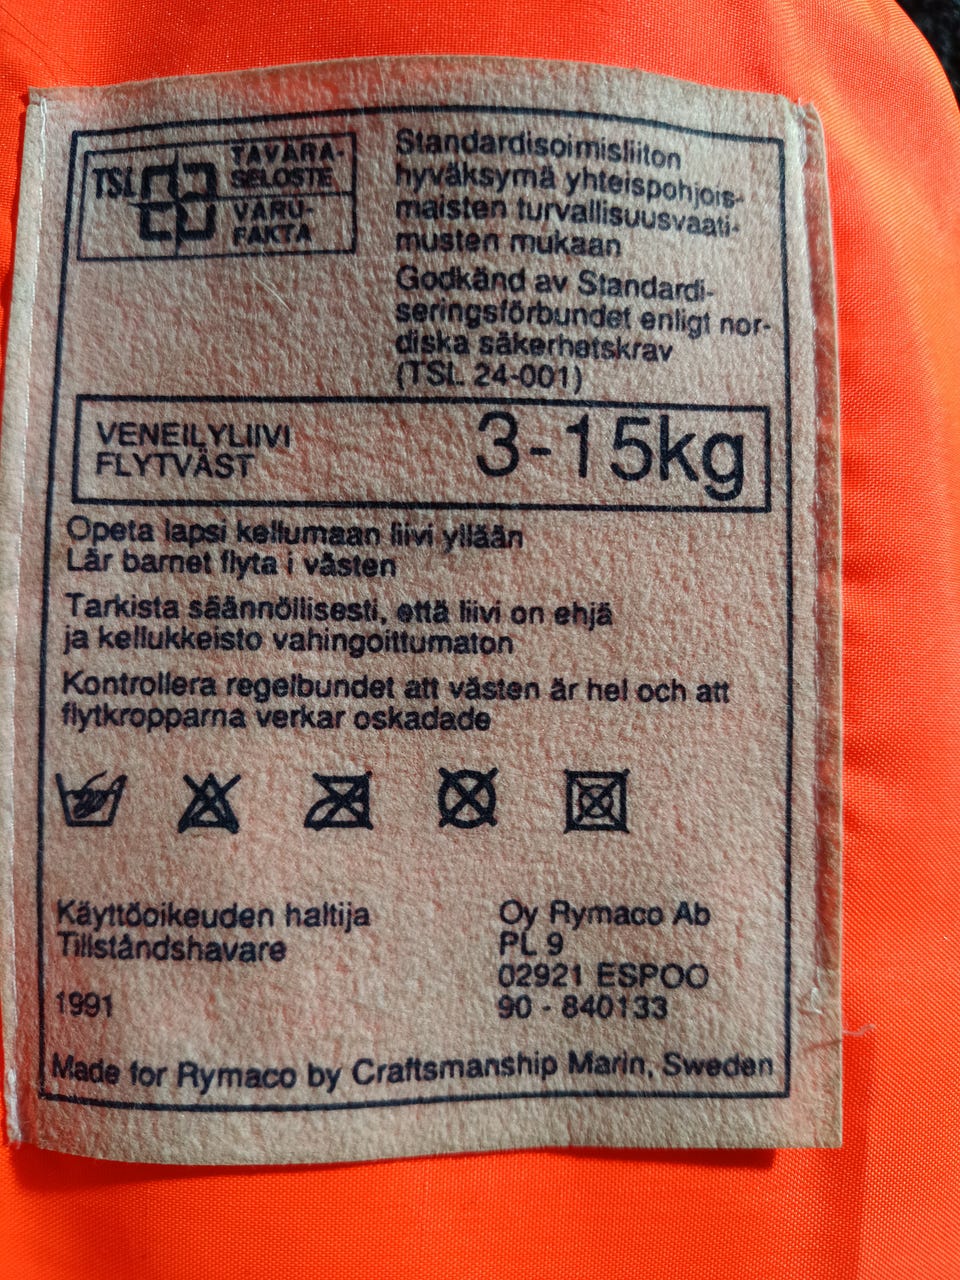 TSL
TAVARA-
SELOSTE
VARU-
FAKTA
Standardisoimisliiton
hyväksymä yhteispohjois-
maisten turvallisuusvaati-
musten mukaan
Godkänd av Standardi-
seringsförbundet enligt nor-
diska säkerhetskrav
(TSL 24-001)
VENEILYLIIVI
FLYTVÄST
3-15kg
Opeta lapsi kellumaan liivi yllään
Lär barnet flyta i västen
Tarkista säännöllisesti, että liivi on ehjä
ja kellukkeisto vahingoittumaton
Kontrollera regelbundet att västen är hel och att
flytkropparna verkar oskadade
Käyttöoikeuden haltija
Tillståndshavare
1991
Oy Rymaco Ab
PL 9
02921 ESPOO
90 - 840133
Made for Rymaco by Craftsmanship Marin, Sweden